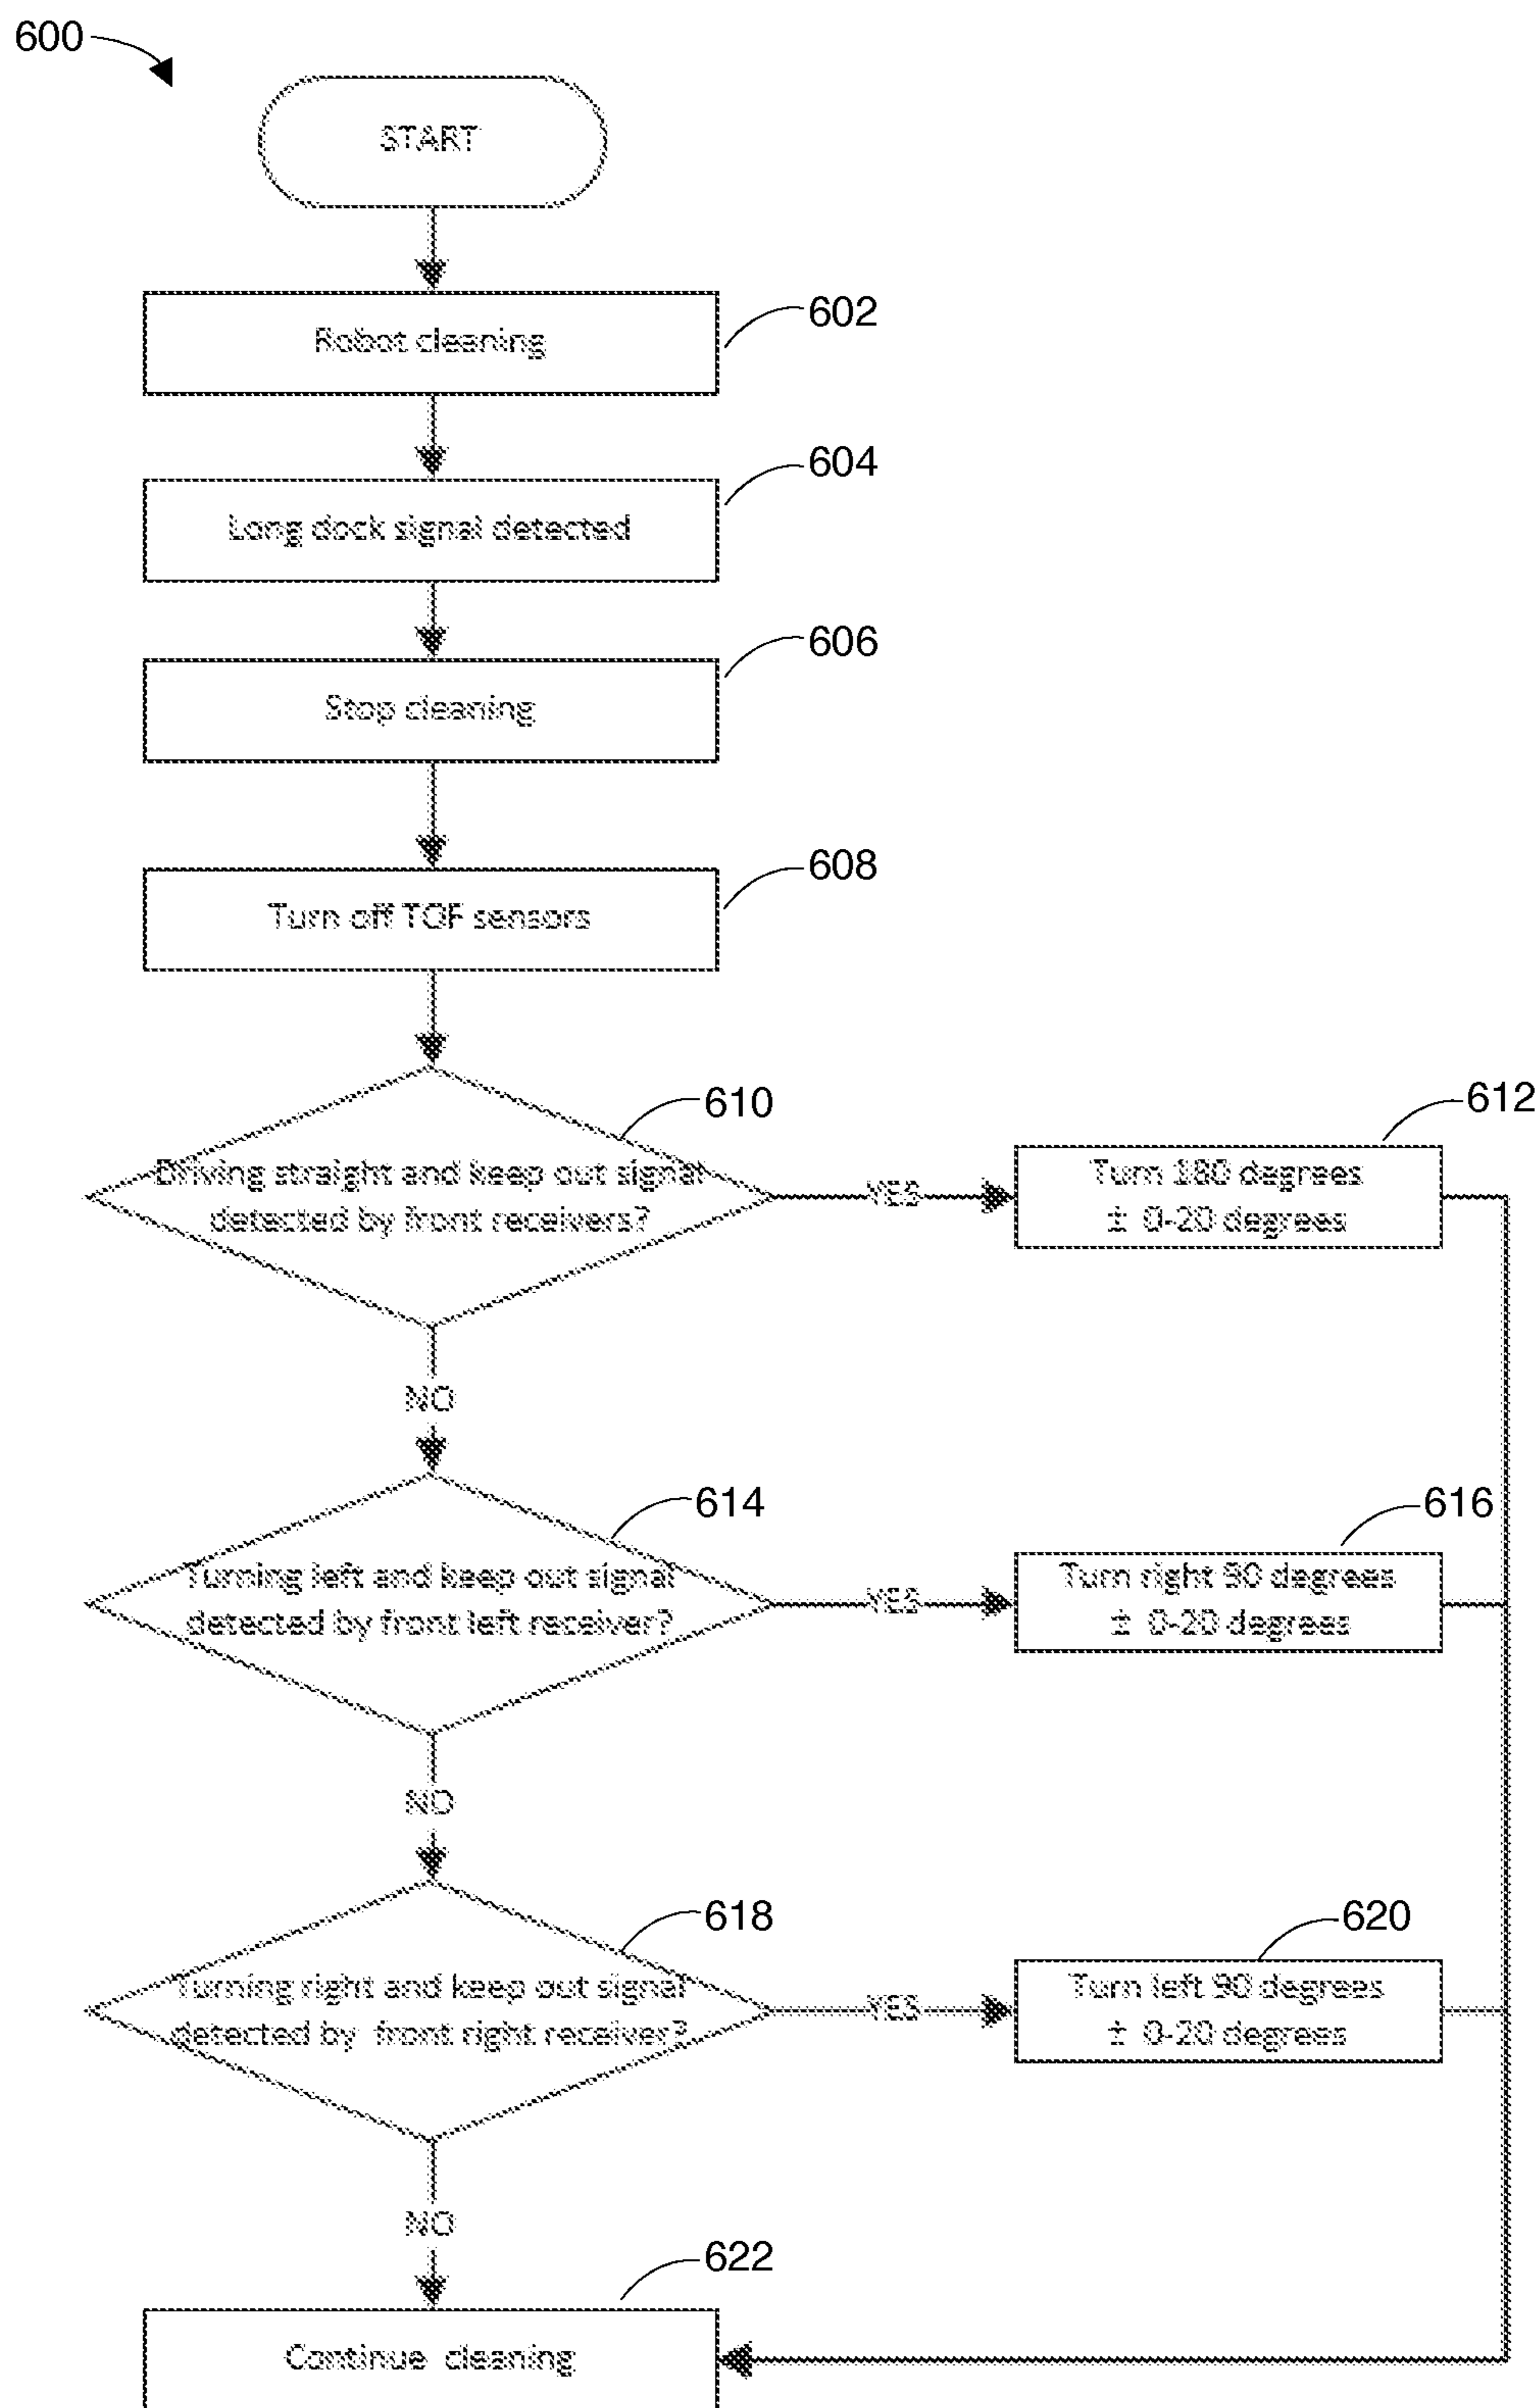 600
START
Robot cleaning
602
Long dock signal detected
604
Stop cleaning
606
Turn off TOF sensors
608
Driving straight and keep out signal
detected by front receivers?
610
YES
Turn 180 degrees
± 0-20 degrees
612
NO
Turning left and keep out signal
detected by front left receiver?
614
YES
Turn right 90 degrees
± 0-20 degrees
616
NO
Turning right and keep out signal
detected by front right receiver?
618
YES
Turn left 90 degrees
± 0-20 degrees
620
NO
Continue cleaning
622